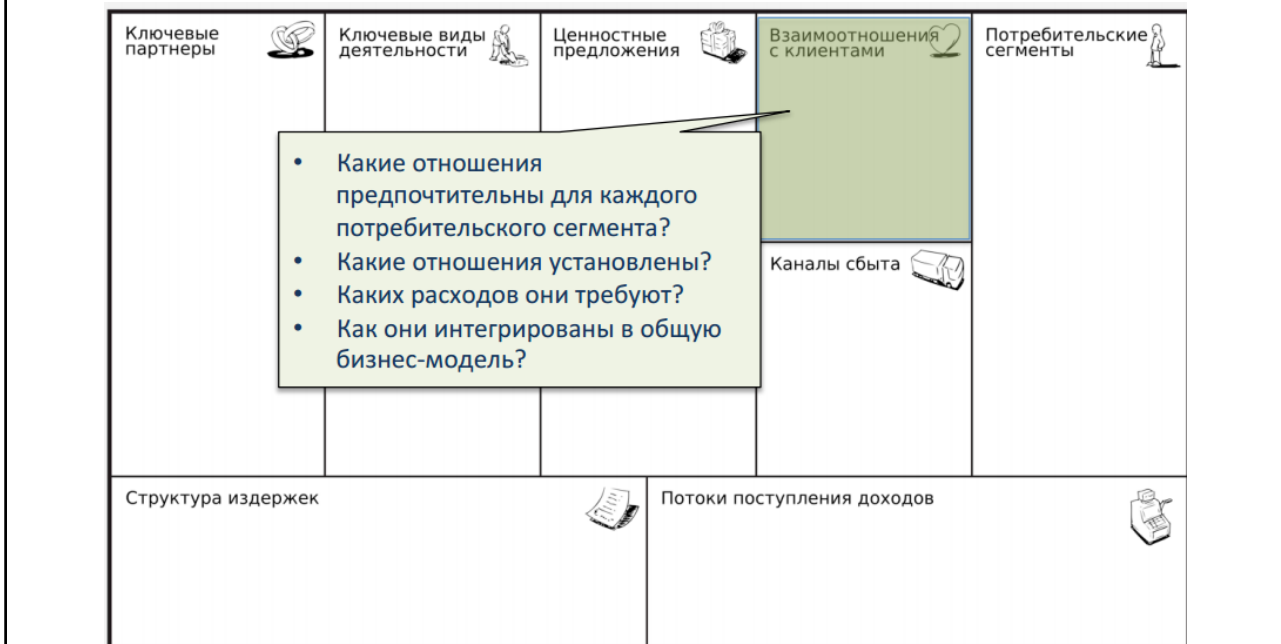 Ключевые
партнеры
Ключевые виды
деятельности
Ценностные
предложения
Взаимоотношения
с клиентами
Потребительские
сегменты
• Какие отношения
предпочтительны для каждого
потребительского сегмента?
• Какие отношения установлены?
• Каких расходов они требуют?
• Как они интегрированы в общую
бизнес-модель?
Каналы сбыта
Структура издержек
Потоки поступления доходов